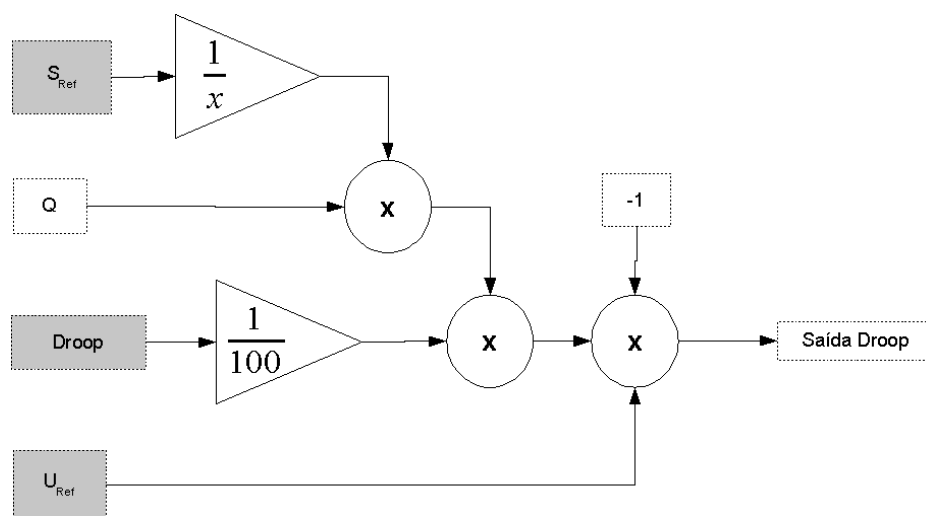 S_Ref
1
x
Q
x
-1
Droop
1
100
x
x
Saída Droop
U_Ref